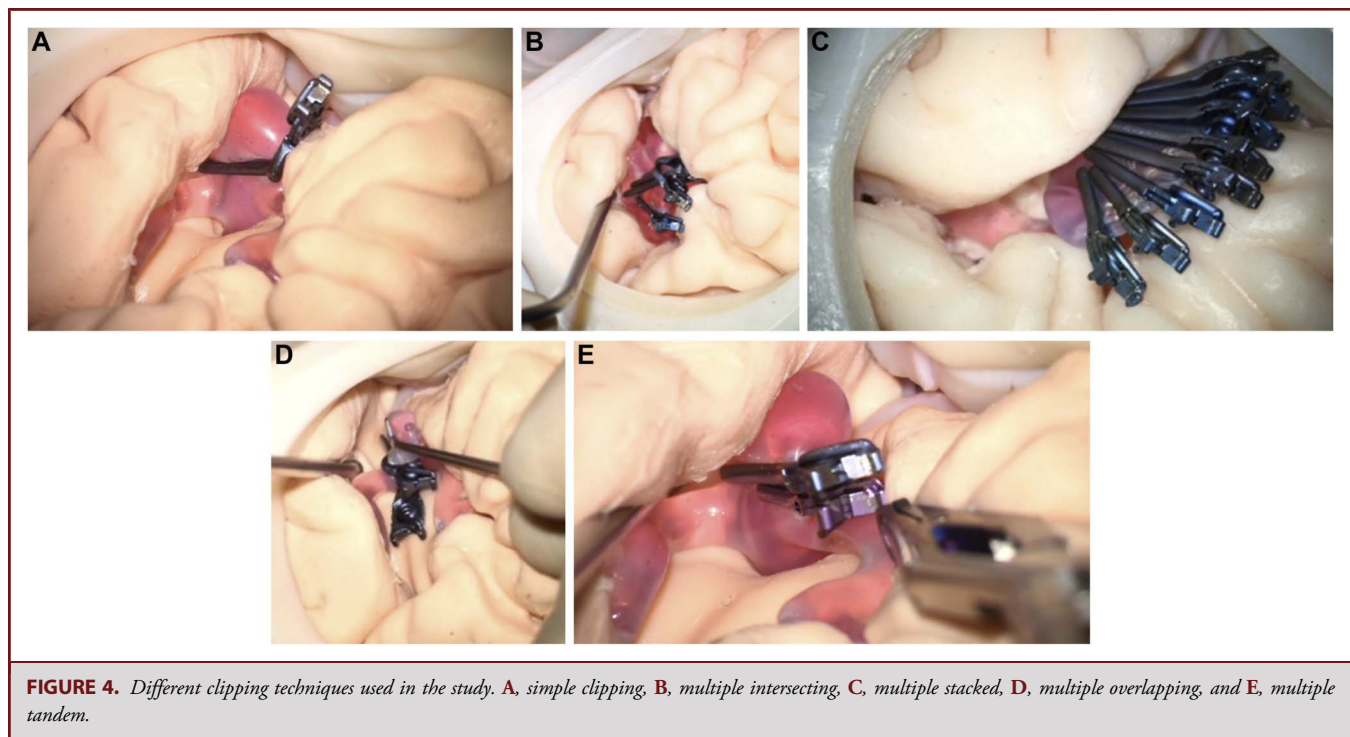 A
B
C
D
E
FIGURE 4. Different clipping techniques used in the study. A, simple clipping, B, multiple intersecting, C, multiple stacked, D, multiple overlapping, and E, multiple
tandem.